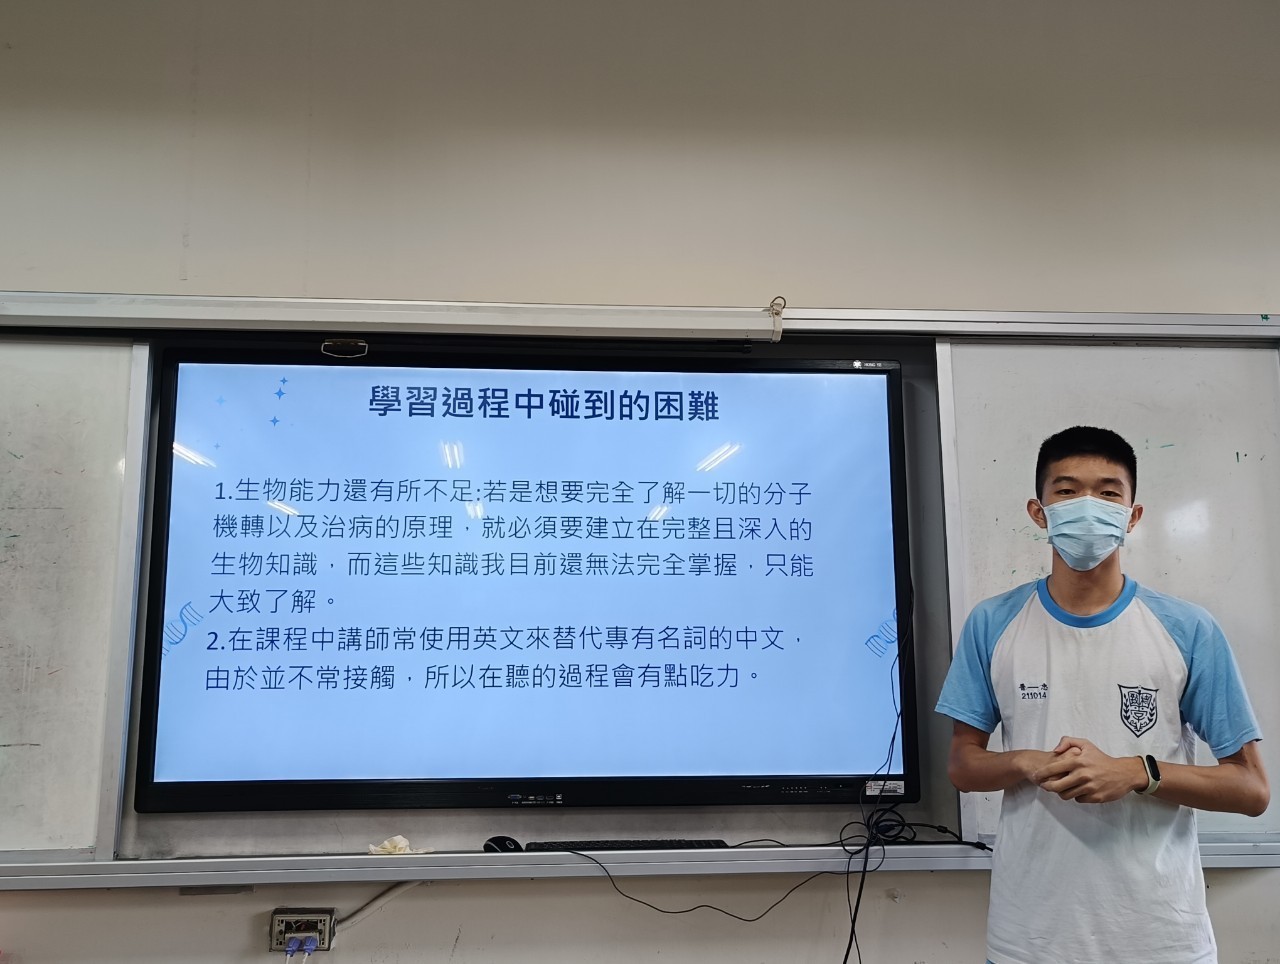 學習過程中碰到的困難
1.生物能力還有所不足:若是想要完全了解一切的分子
機轉以及治病的原理，就必須要建立在完整且深入的
生物知識，而這些知識我目前還無法完全掌握，只能
大致了解。
2.在課程中講師常使用英文來替代專有名詞的中文，
由於並不常接觸，所以在聽的過程會有點吃力。